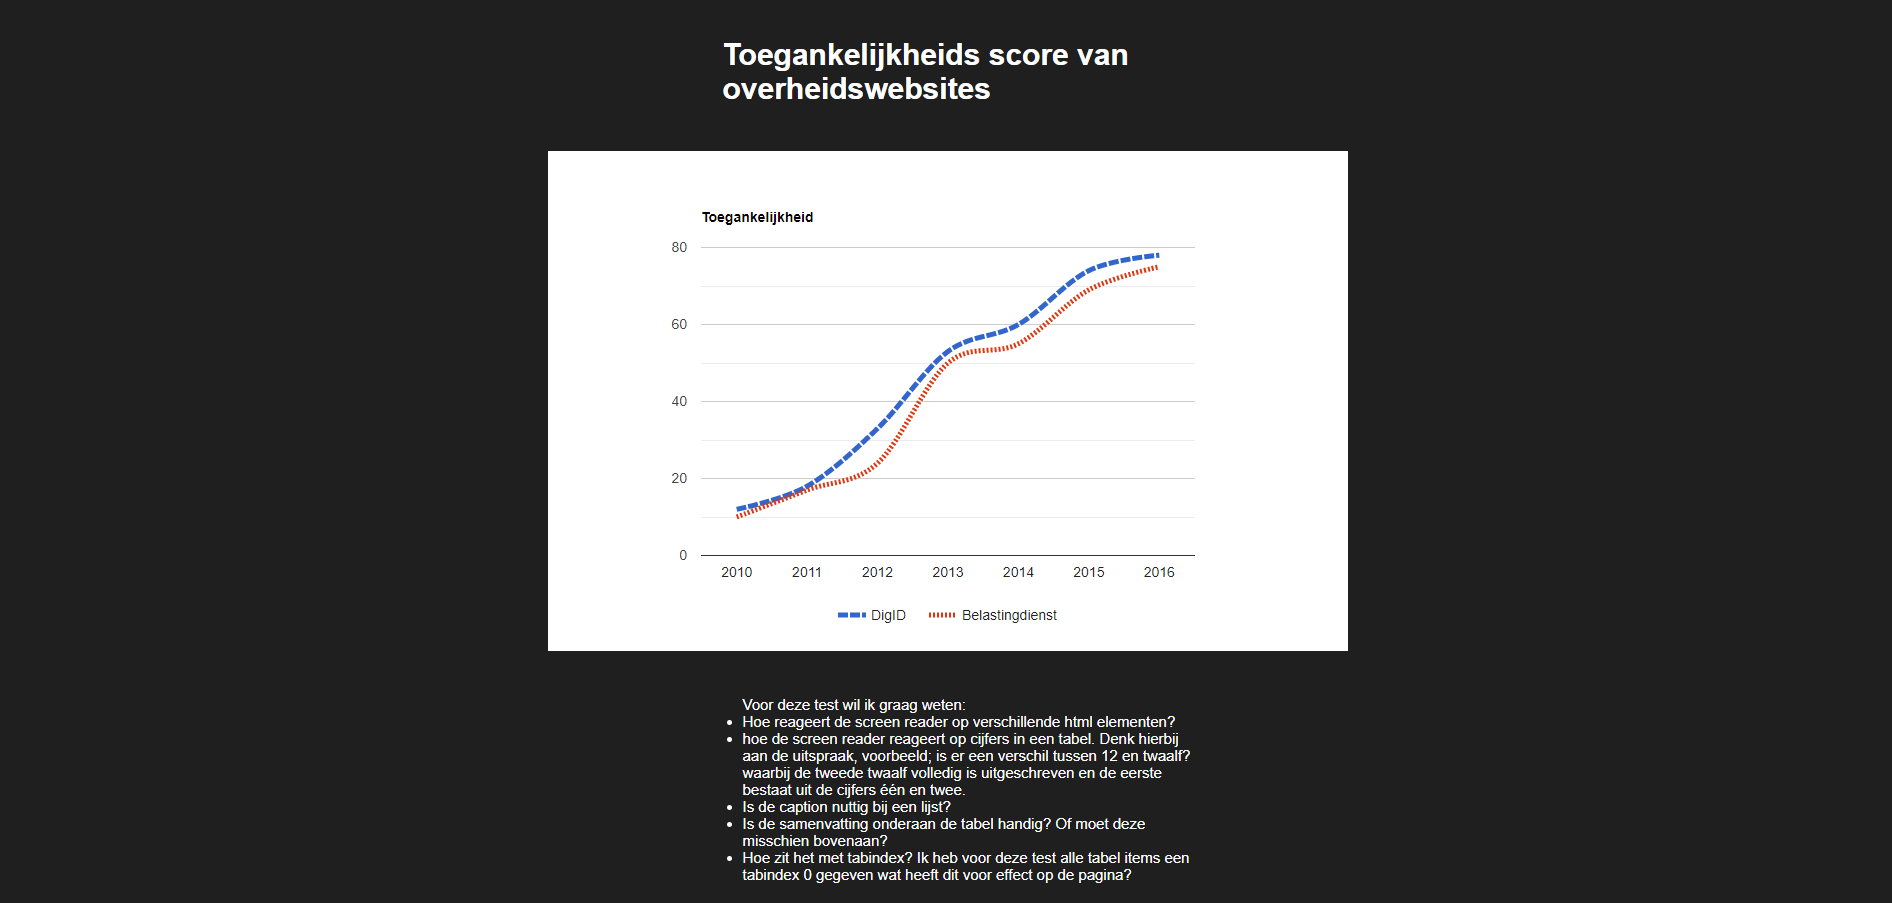 Toegankelijkheids score van
overheidswebsites
Toegankelijkheid
80
60
40
20
0
2010 2011 2012 2013 2014 2015 2016
DigID Belastingdienst
Voor deze test wil ik graag weten:
• Hoe reageert de screen reader op verschillende html elementen?
• hoe de screen reader reageert op cijfers in een tabel. Denk hierbij
aan de uitspraak, voorbeeld; is er een verschil tussen 12 en twaalf?
waarbij de tweede twaalf volledig is uitgeschreven en de eerste
bestaat uit de cijfers één en twee.
• Is de caption nuttig bij een lijst?
• Is de samenvatting onderaan de tabel handig? Of moet deze
misschien bovenaan?
• Hoe zit het met tabindex? Ik heb voor deze test alle tabel items een
tabindex 0 gegeven wat heeft dit voor effect op de pagina?